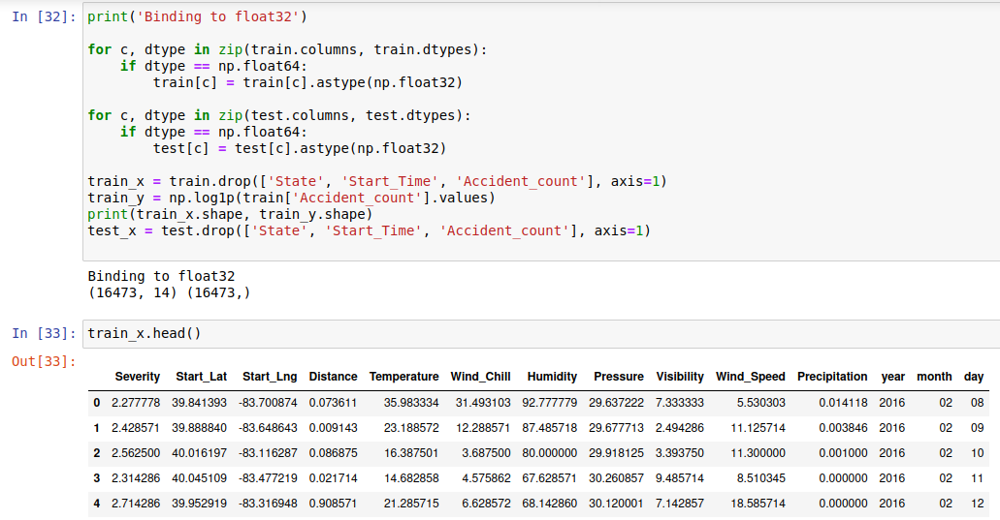 In [32]: print('Binding to float32')
for c, dtype in zip(train.columns, train.dtypes):
    if dtype == np.float64:
        train[c] = train[c].astype(np.float32)
for c, dtype in zip(test.columns, test.dtypes):
    if dtype == np.float64:
        test[c] = test[c].astype(np.float32)
train_x = train.drop(['State', 'Start_Time', 'Accident_count'], axis=1)
train_y = np.log1p(train['Accident_count'].values)
print(train_x.shape, train_y.shape)
test_x = test.drop(['State', 'Start_Time', 'Accident_count'], axis=1)
Binding to float32
(16473, 14) (16473,)
In [33]: train_x.head()
Out[33]:
Severity Start_Lat Start_Lng Distance Temperature Wind_Chill Humidity Pressure Visibility Wind_Speed Precipitation year month day
0 2.277778 39.841393 -83.700874 0.073611 35.983334 31.493103 92.777779 29.637222 7.333333 5.530303 0.014118 2016 02 08
1 2.428571 39.888840 -83.648643 0.009143 23.188572 12.288571 87.485718 29.677713 2.494286 11.125714 0.003846 2016 02 09
2 2.562500 40.016197 -83.116287 0.086875 16.387501 3.687500 80.000000 29.918125 3.393750 11.300000 0.001000 2016 02 10
3 2.314286 40.045109 -83.477219 0.021714 14.682858 4.575862 67.628571 30.260857 9.485714 8.510345 0.000000 2016 02 11
4 2.714286 39.952919 -83.316948 0.908571 21.285715 6.628572 68.142860 30.120001 7.142857 18.585714 0.000000 2016 02 12